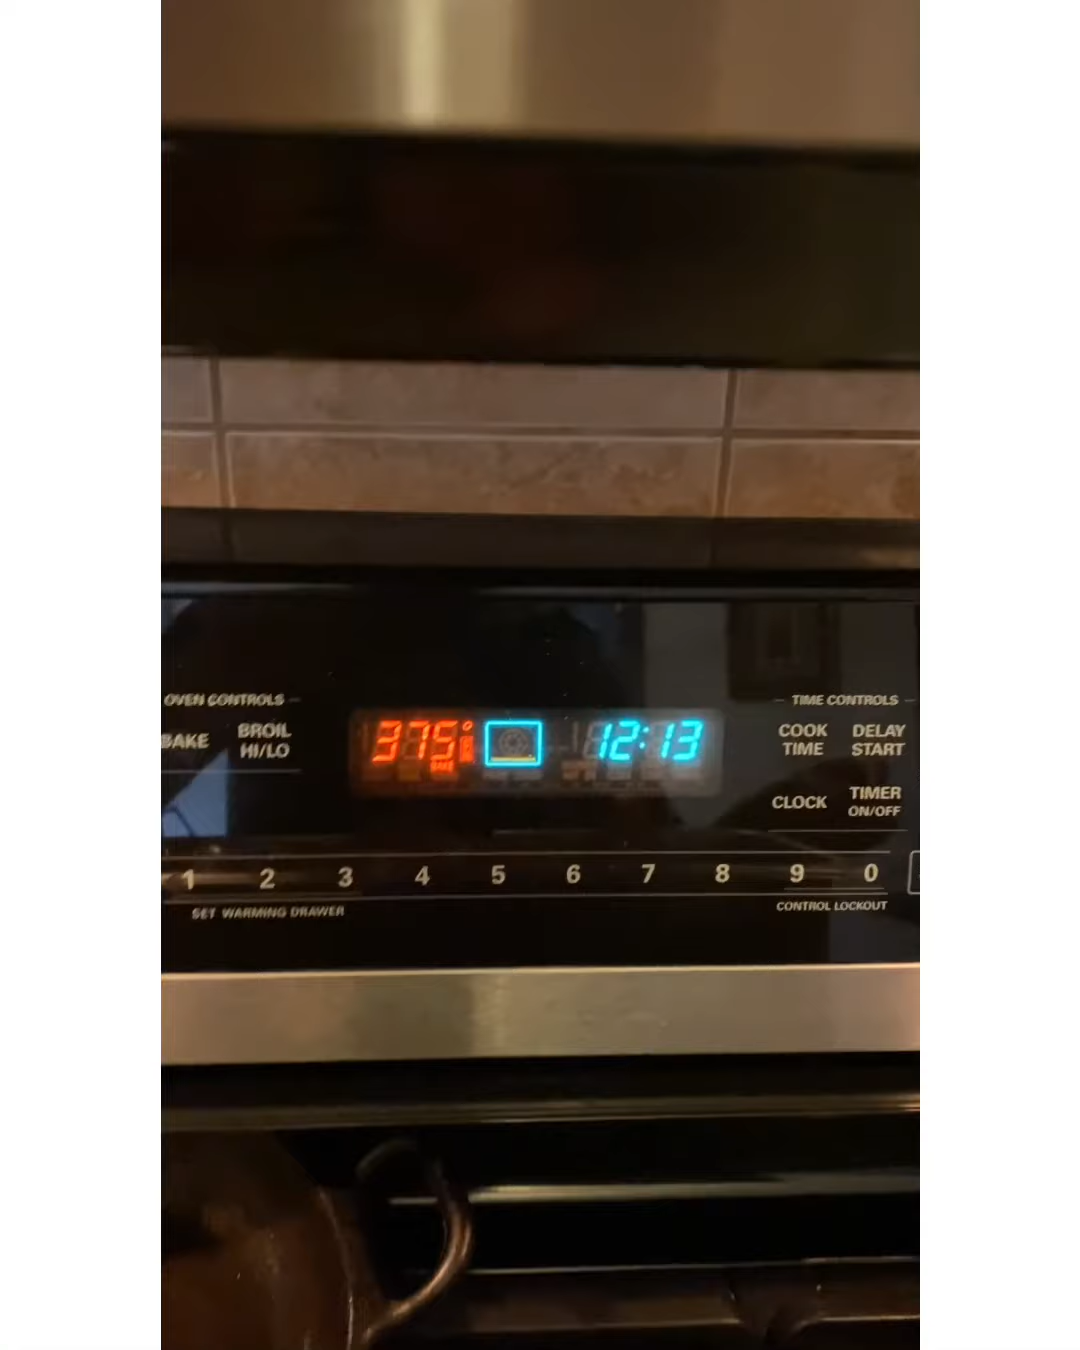 OVEN CONTROLS
BAKE
BROIL
HI/LO
375°
BAKE
12:13
TIME CONTROLS
COOK
TIME
DELAY
START
CLOCK
TIMER
ON/OFF
1 2 3 4 5 6 7 8 9 0
SET WARMING DRAWER
CONTROL LOCKOUT